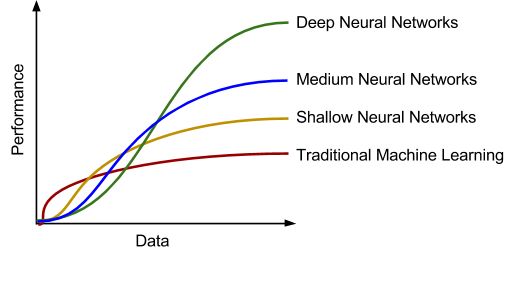 Deep Neural Networks
Medium Neural Networks
Shallow Neural Networks
Traditional Machine Learning
Performance
Data